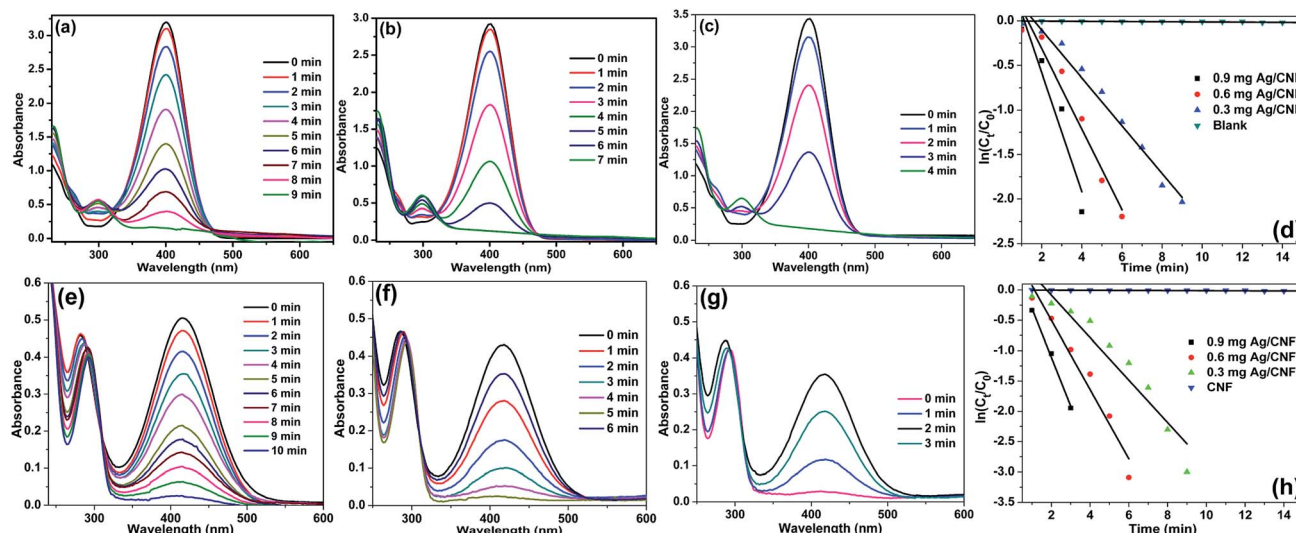 (a)
Absorbance
3.0
2.5
2.0
1.5
1.0
0.5
0.0
300 400 500 600
Wavelength (nm)
0 min
1 min
2 min
3 min
4 min
5 min
6 min
7 min
8 min
9 min
(b)
Absorbance
3.0
2.5
2.0
1.5
1.0
0.5
0.0
300 400 500 600
Wavelength (nm)
0 min
1 min
2 min
3 min
4 min
5 min
6 min
7 min
(c)
Absorbance
3.5
3.0
2.5
2.0
1.5
1.0
0.5
0.0
300 400 500 600
Wavelength (nm)
0 min
1 min
2 min
3 min
4 min
(d)
ln(Ct/C0)
0.0
-0.5
-1.0
-1.5
-2.0
-2.5
2 4 6 8 10 12 14
Time (min)
0.9 mg Ag/CNF
0.6 mg Ag/CNF
0.3 mg Ag/CNF
Blank
(e)
Absorbance
0.6
0.5
0.4
0.3
0.2
0.1
0.0
300 400 500 600
Wavelength (nm)
0 min
1 min
2 min
3 min
4 min
5 min
6 min
7 min
8 min
9 min
10 min
(f)
Absorbance
0.6
0.5
0.4
0.3
0.2
0.1
0.0
300 400 500 600
Wavelength (nm)
0 min
1 min
2 min
3 min
4 min
5 min
6 min
(g)
Absorbance
0.6
0.5
0.4
0.3
0.2
0.1
0.0
300 400 500 600
Wavelength (nm)
0 min
1 min
2 min
3 min
(h)
ln(Ct/C0)
0.0
-0.5
-1.0
-1.5
-2.0
-2.5
-3.0
-3.5
2 4 6 8 10 12 14
Time (min)
0.9 mg Ag/CNF
0.6 mg Ag/CNF
0.3 mg Ag/CNF
CNF